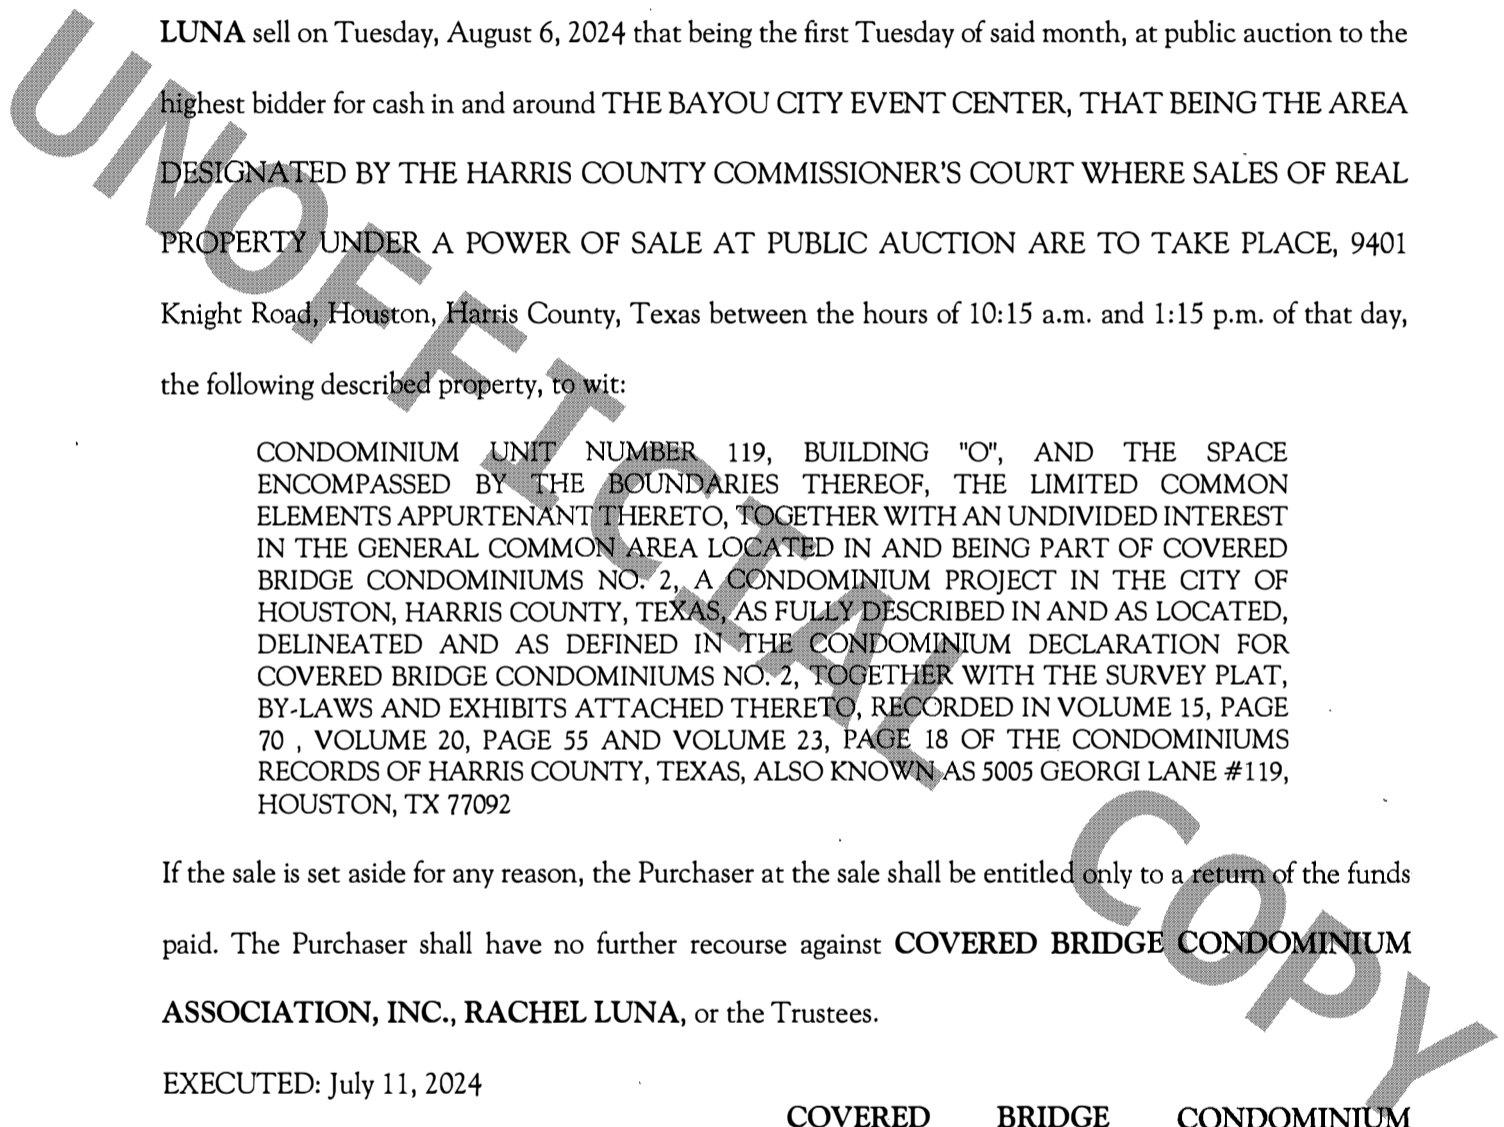 LUNA sell on Tuesday, August 6, 2024 that being the first Tuesday of said month, at public auction to the
highest bidder for cash in and around THE BAYOU CITY EVENT CENTER, THAT BEING THE AREA
DESIGNATED BY THE HARRIS COUNTY COMMISSIONER'S COURT WHERE SALES OF REAL
PROPERTY UNDER A POWER OF SALE AT PUBLIC AUCTION ARE TO TAKE PLACE, 9401
Knight Road, Houston, Harris County, Texas between the hours of 10:15 a.m. and 1:15 p.m. of that day,
the following described property, to wit:
CONDOMINIUM UNIT NUMBER 119, BUILDING "O", AND THE SPACE
ENCOMPASSED BY THE BOUNDARIES THEREOF, THE LIMITED COMMON
ELEMENTS APPURTENANT THERETO, TOGETHER WITH AN UNDIVIDED INTEREST
IN THE GENERAL COMMON AREA LOCATED IN AND BEING PART OF COVERED
BRIDGE CONDOMINIUMS NO. 2, A CONDOMINIUM PROJECT IN THE CITY OF
HOUSTON, HARRIS COUNTY, TEXAS, AS FULLY DESCRIBED IN AND AS LOCATED,
DELINEATED AND AS DEFINED IN THE CONDOMINIUM DECLARATION FOR
COVERED BRIDGE CONDOMINIUMS NO. 2, TOGETHER WITH THE SURVEY PLAT,
BY-LAWS AND EXHIBITS ATTACHED THERETO, RECORDED IN VOLUME 15, PAGE
70 , VOLUME 20, PAGE 55 AND VOLUME 23, PAGE 18 OF THE CONDOMINIUMS
RECORDS OF HARRIS COUNTY, TEXAS, ALSO KNOWN AS 5005 GEORGI LANE #119,
HOUSTON, TX 77092
If the sale is set aside for any reason, the Purchaser at the sale shall be entitled only to a return of the funds
paid. The Purchaser shall have no further recourse against COVERED BRIDGE CONDOMINIUM
ASSOCIATION, INC., RACHEL LUNA, or the Trustees.
EXECUTED: July 11, 2024
COVERED BRIDGE CONDOMINIUM
UNOFFICIAL COPY